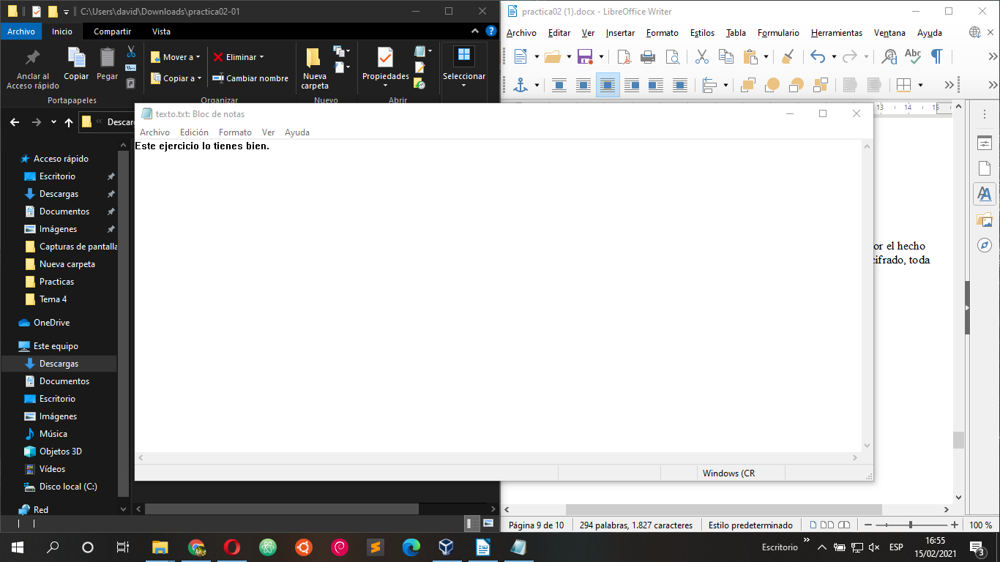 C:\Users\david\Downloads\practica02-01
Archivo Inicio Compartir Vista
Anclar al Acceso rápido
Copiar
Pegar
Mover a
Copiar a
Eliminar
Cambiar nombre
Nueva carpeta
Propiedades
Seleccionar
Portapapeles Organizar Nuevo Abrir
Acceso rápido
Escritorio
Descargas
Documentos
Imágenes
Capturas de pantalla
Nueva carpeta
Practicas
Tema 4
OneDrive
Este equipo
Descargas
Documentos
Escritorio
Imágenes
Música
Objetos 3D
Vídeos
Disco local (C:)
Red
texto.txt: Bloc de notas
Archivo Edición Formato Ver Ayuda
Este ejercicio lo tienes bien.
Windows (CR
practica02 (1).docx - LibreOffice Writer
Archivo Editar Ver Insertar Formato Estilos Tabla Formulario Herramientas Ventana Ayuda
Abc
13 14 15
or el hecho
cifrado, toda
Página 9 de 10 294 palabras, 1.827 caracteres Estilo predeterminado 100 %
Escritorio ESP 16:55
15/02/2021
3